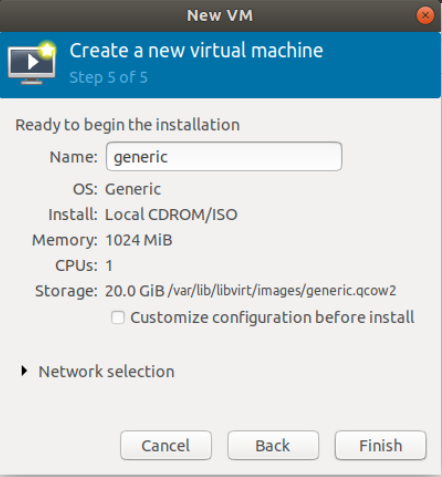 New VM
Create a new virtual machine
Step 5 of 5
Ready to begin the installation
Name: generic
OS: Generic
Install: Local CDROM/ISO
Memory: 1024 MiB
CPUs: 1
Storage: 20.0 GiB /var/lib/libvirt/images/generic.qcow2
Customize configuration before install
Network selection
Cancel Back Finish